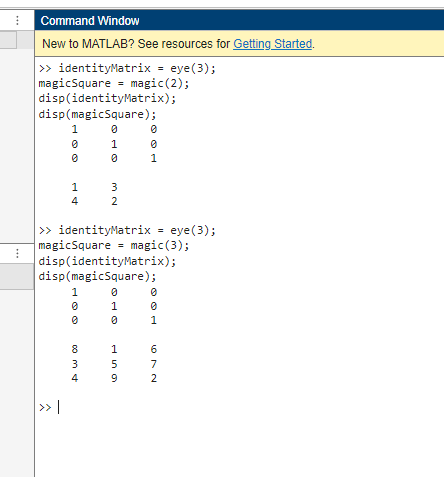 Command Window
New to MATLAB? See resources for Getting Started.
>> identityMatrix = eye(3);
magicSquare = magic(2);
disp(identityMatrix);
disp(magicSquare);
1 0 0
0 1 0
0 0 1
1 3
4 2
>> identityMatrix = eye(3);
magicSquare = magic(3);
disp(identityMatrix);
disp(magicSquare);
1 0 0
0 1 0
0 0 1
8 1 6
3 5 7
4 9 2
>>